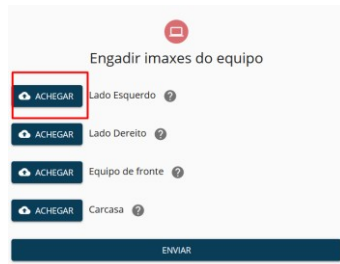 Engadir imaxes do equipo
ACHEGAR Lado Esquerdo ?
ACHEGAR Lado Dereito ?
ACHEGAR Equipo de fronte ?
ACHEGAR Carcasa ?
ENVIAR